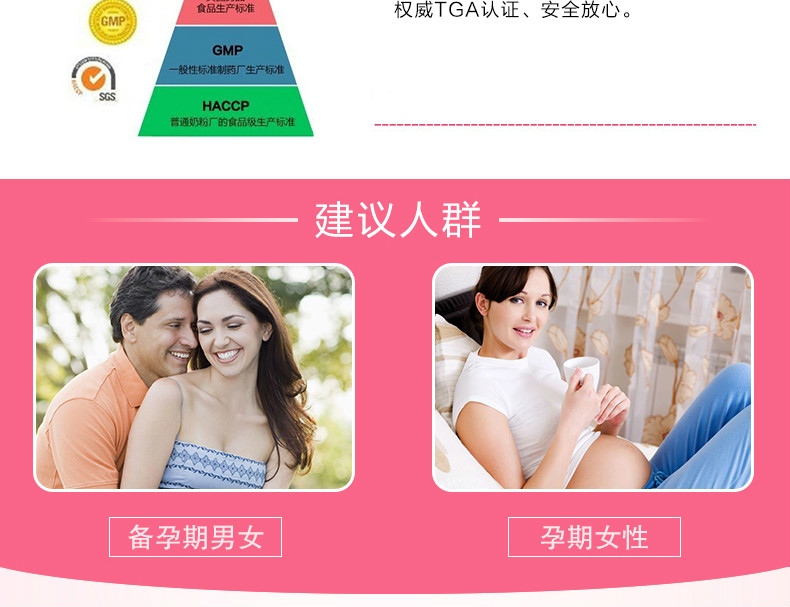 食品生产标准
GMP
GMP
一般性标准制药厂生产标准
SGS
HACCP
普通奶粉厂的食品级生产标准
权威TGA认证、安全放心。
建议人群
备孕期男女
孕期女性